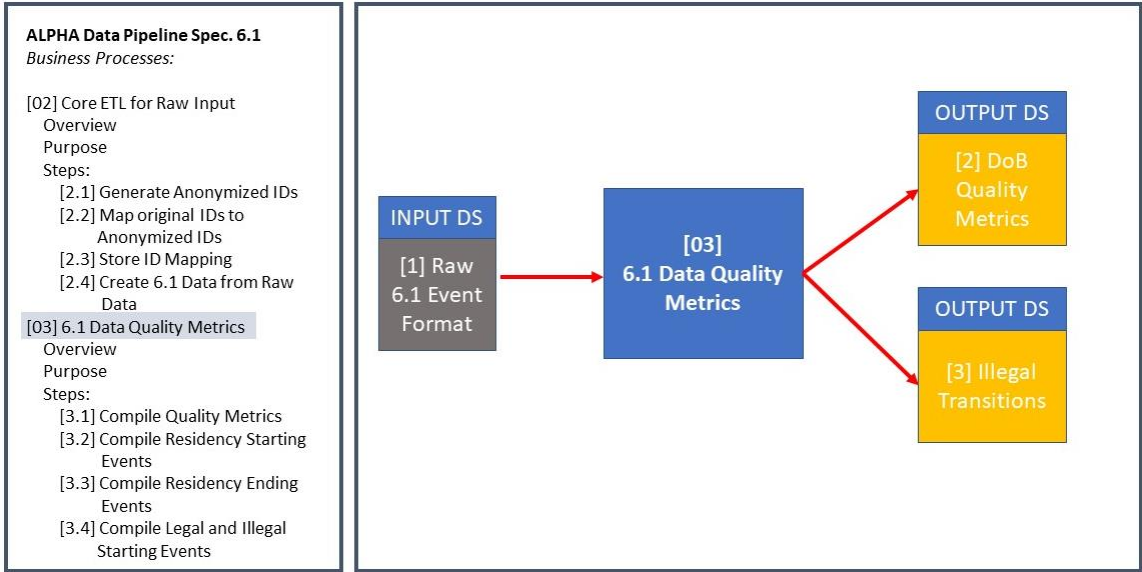 ALPHA Data Pipeline Spec. 6.1
Business Processes:
[02] Core ETL for Raw Input
Overview
Purpose
Steps:
[2.1] Generate Anonymized IDs
[2.2] Map original IDs to
Anonymized IDs
[2.3] Store ID Mapping
[2.4] Create 6.1 Data from Raw
Data
[03] 6.1 Data Quality Metrics
Overview
Purpose
Steps:
[3.1] Compile Quality Metrics
[3.2] Compile Residency Starting
Events
[3.3] Compile Residency Ending
Events
[3.4] Compile Legal and Illegal
Starting Events
INPUT DS
[1] Raw
6.1 Event
Format
[03]
6.1 Data Quality
Metrics
OUTPUT DS
[2] DoB
Quality
Metrics
OUTPUT DS
[3] Illegal
Transitions